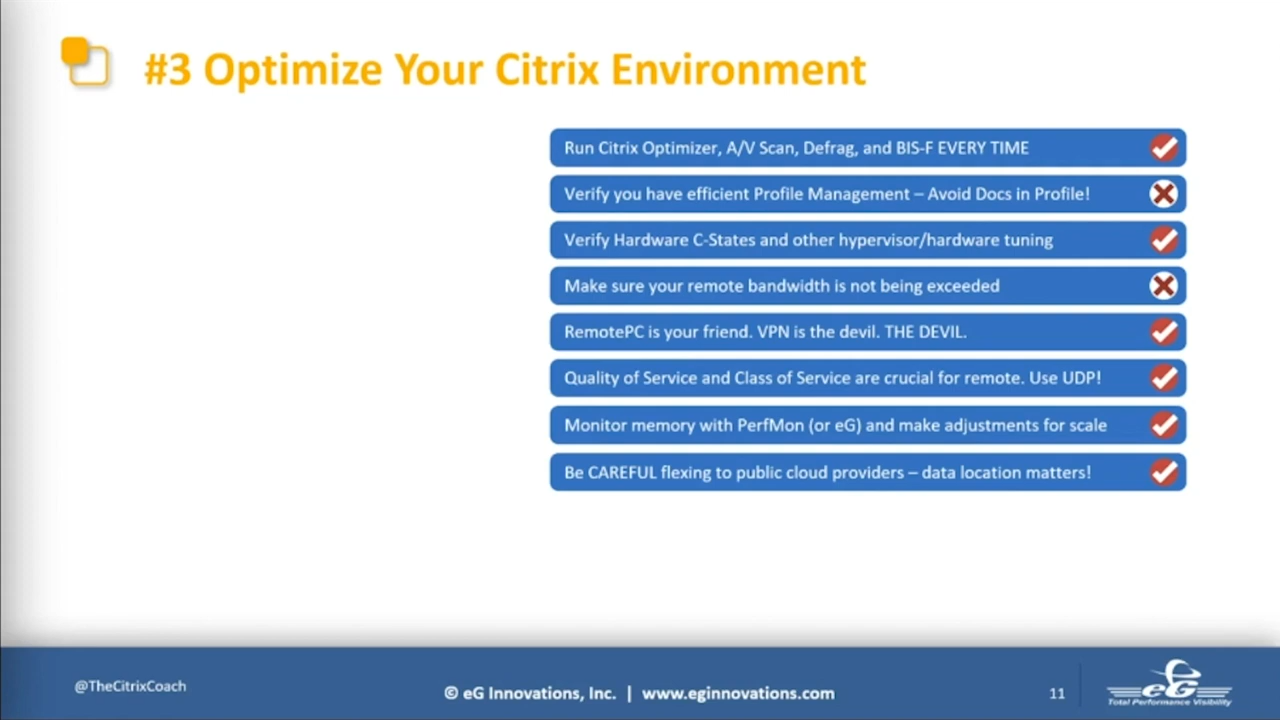 #3 Optimize Your Citrix Environment
Run Citrix Optimizer, A/V Scan, Defrag, and BIS-F EVERY TIME
Verify you have efficient Profile Management – Avoid Docs in Profile!
Verify Hardware C-States and other hypervisor/hardware tuning
Make sure your remote bandwidth is not being exceeded
RemotePC is your friend. VPN is the devil. THE DEVIL.
Quality of Service and Class of Service are crucial for remote. Use UDP!
Monitor memory with PerfMon (or eG) and make adjustments for scale
Be CAREFUL flexing to public cloud providers – data location matters!
@TheCitrixCoach
© eG Innovations, Inc. | www.eginnovations.com
11
eG
Total Performance Visibility